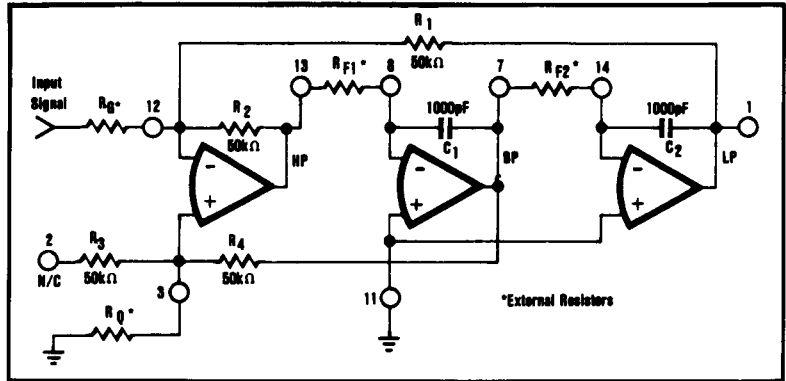 R1
50kΩ
13
RF1*
8
7
RF2*
14
Input
Signal
RG*
12
R2
50kΩ
1000pF
C1
1000pF
C2
1
HP
BP
LP
−
+
−
+
−
+
2
N/C
R3
50kΩ
R4
50kΩ
3
RQ*
11
*External Resistors